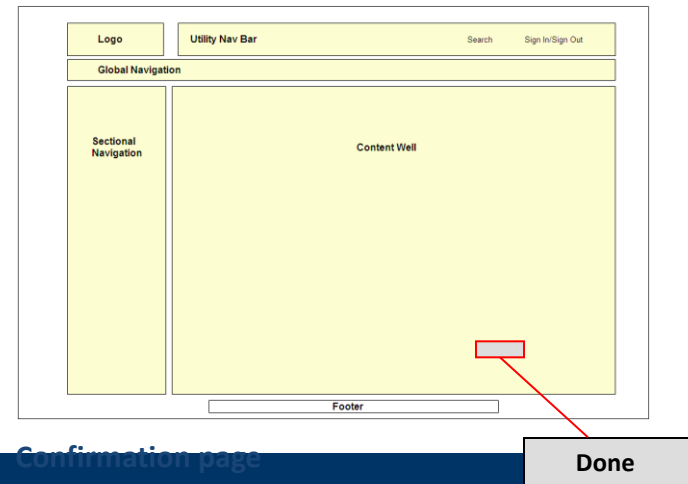 Logo
Utility Nav Bar
Search
Sign In/Sign Out
Global Navigation
Sectional
Navigation
Content Well
Footer
Confirmation page
Done